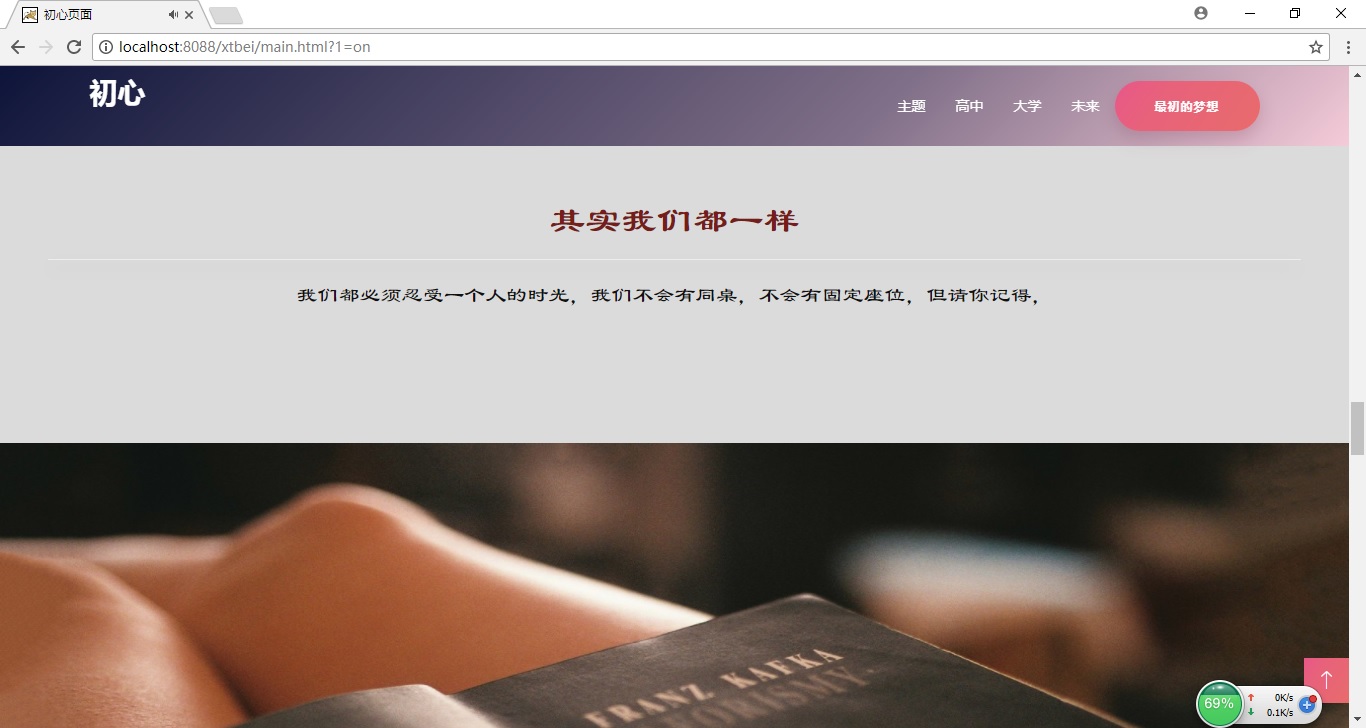 初心页面
localhost:8088/xtbei/main.html?1=on
初心
主题 高中 大学 未来 最初的梦想
其实我们都一样
我们都必须忍受一个人的时光，我们不会有同桌，不会有固定座位，但请你记得，
FRANZ KAFKA
69%
0K/s
0.1K/s